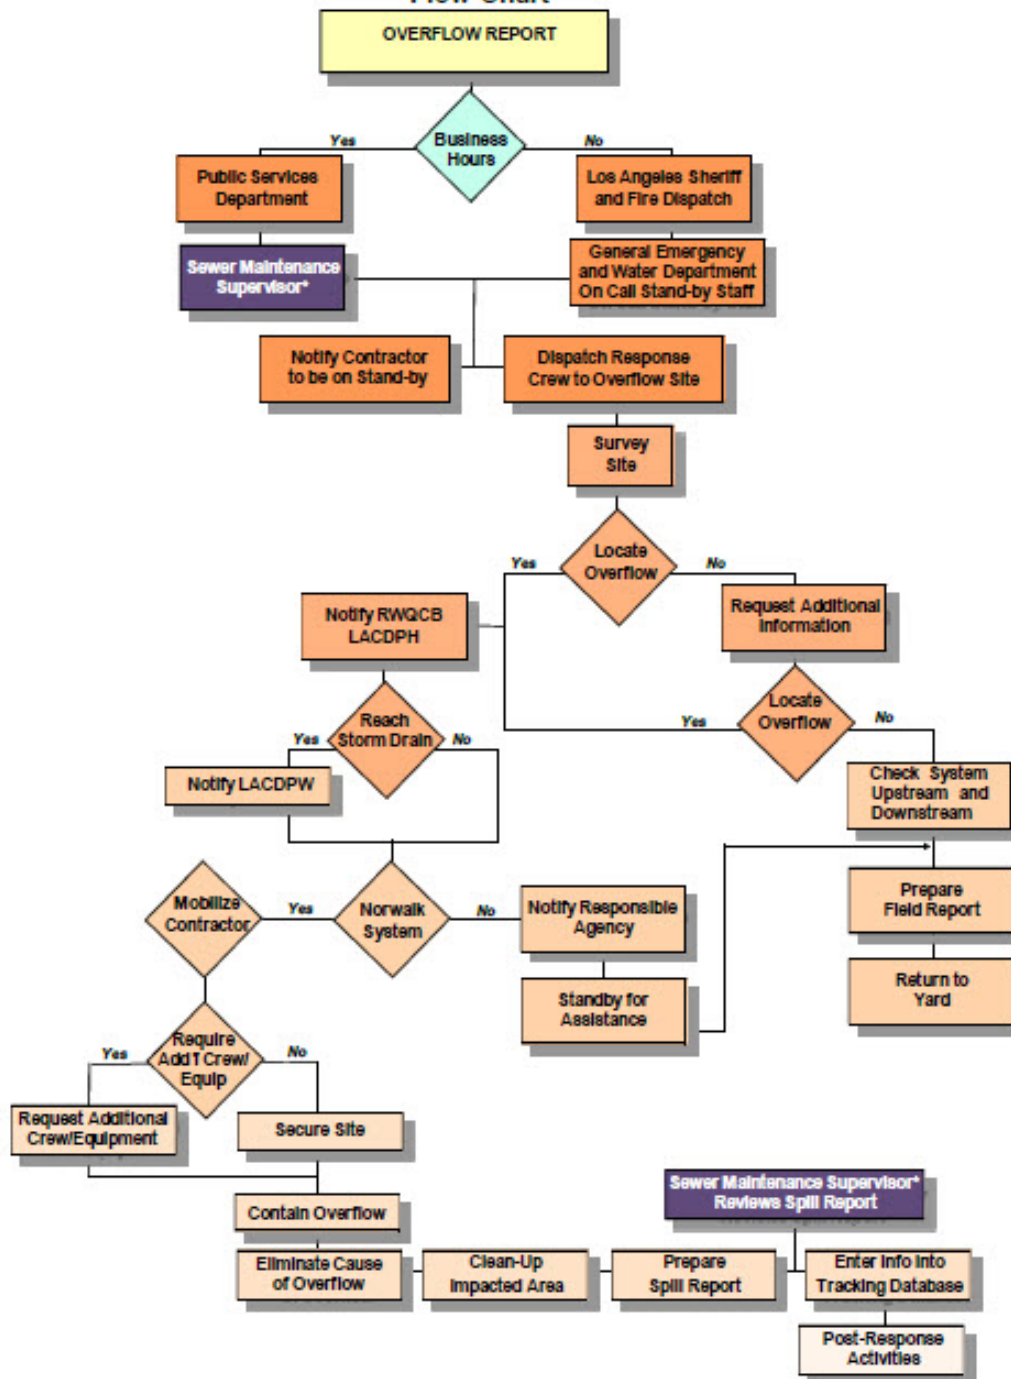 Flow Chart
OVERFLOW REPORT
Business
Hours
Yes
No
Public Services
Department
Los Angeles Sheriff
and Fire Dispatch
Sewer Maintenance
Supervisor*
General Emergency
and Water Department
On Call Stand-by Staff
Notify Contractor
to be on Stand-by
Dispatch Response
Crew to Overflow Site
Survey
Site
Locate
Overflow
Yes
No
Notify RWQCB
LACDPH
Request Additional
Information
Reach
Storm Drain
Yes
No
Locate
Overflow
Yes
No
Notify LACDPW
Check System
Upstream and
Downstream
Mobilize
Contractor
Yes
Norwalk
System
No
Notify Responsible
Agency
Prepare
Field Report
Standby for
Assistance
Return to
Yard
Require
Add'l Crew/
Equip
Yes
No
Request Additional
Crew/Equipment
Secure Site
Contain Overflow
Sewer Maintenance Supervisor*
Reviews Spill Report
Eliminate Cause
of Overflow
Clean-Up
Impacted Area
Prepare
Spill Report
Enter Info into
Tracking Database
Post-Response
Activities